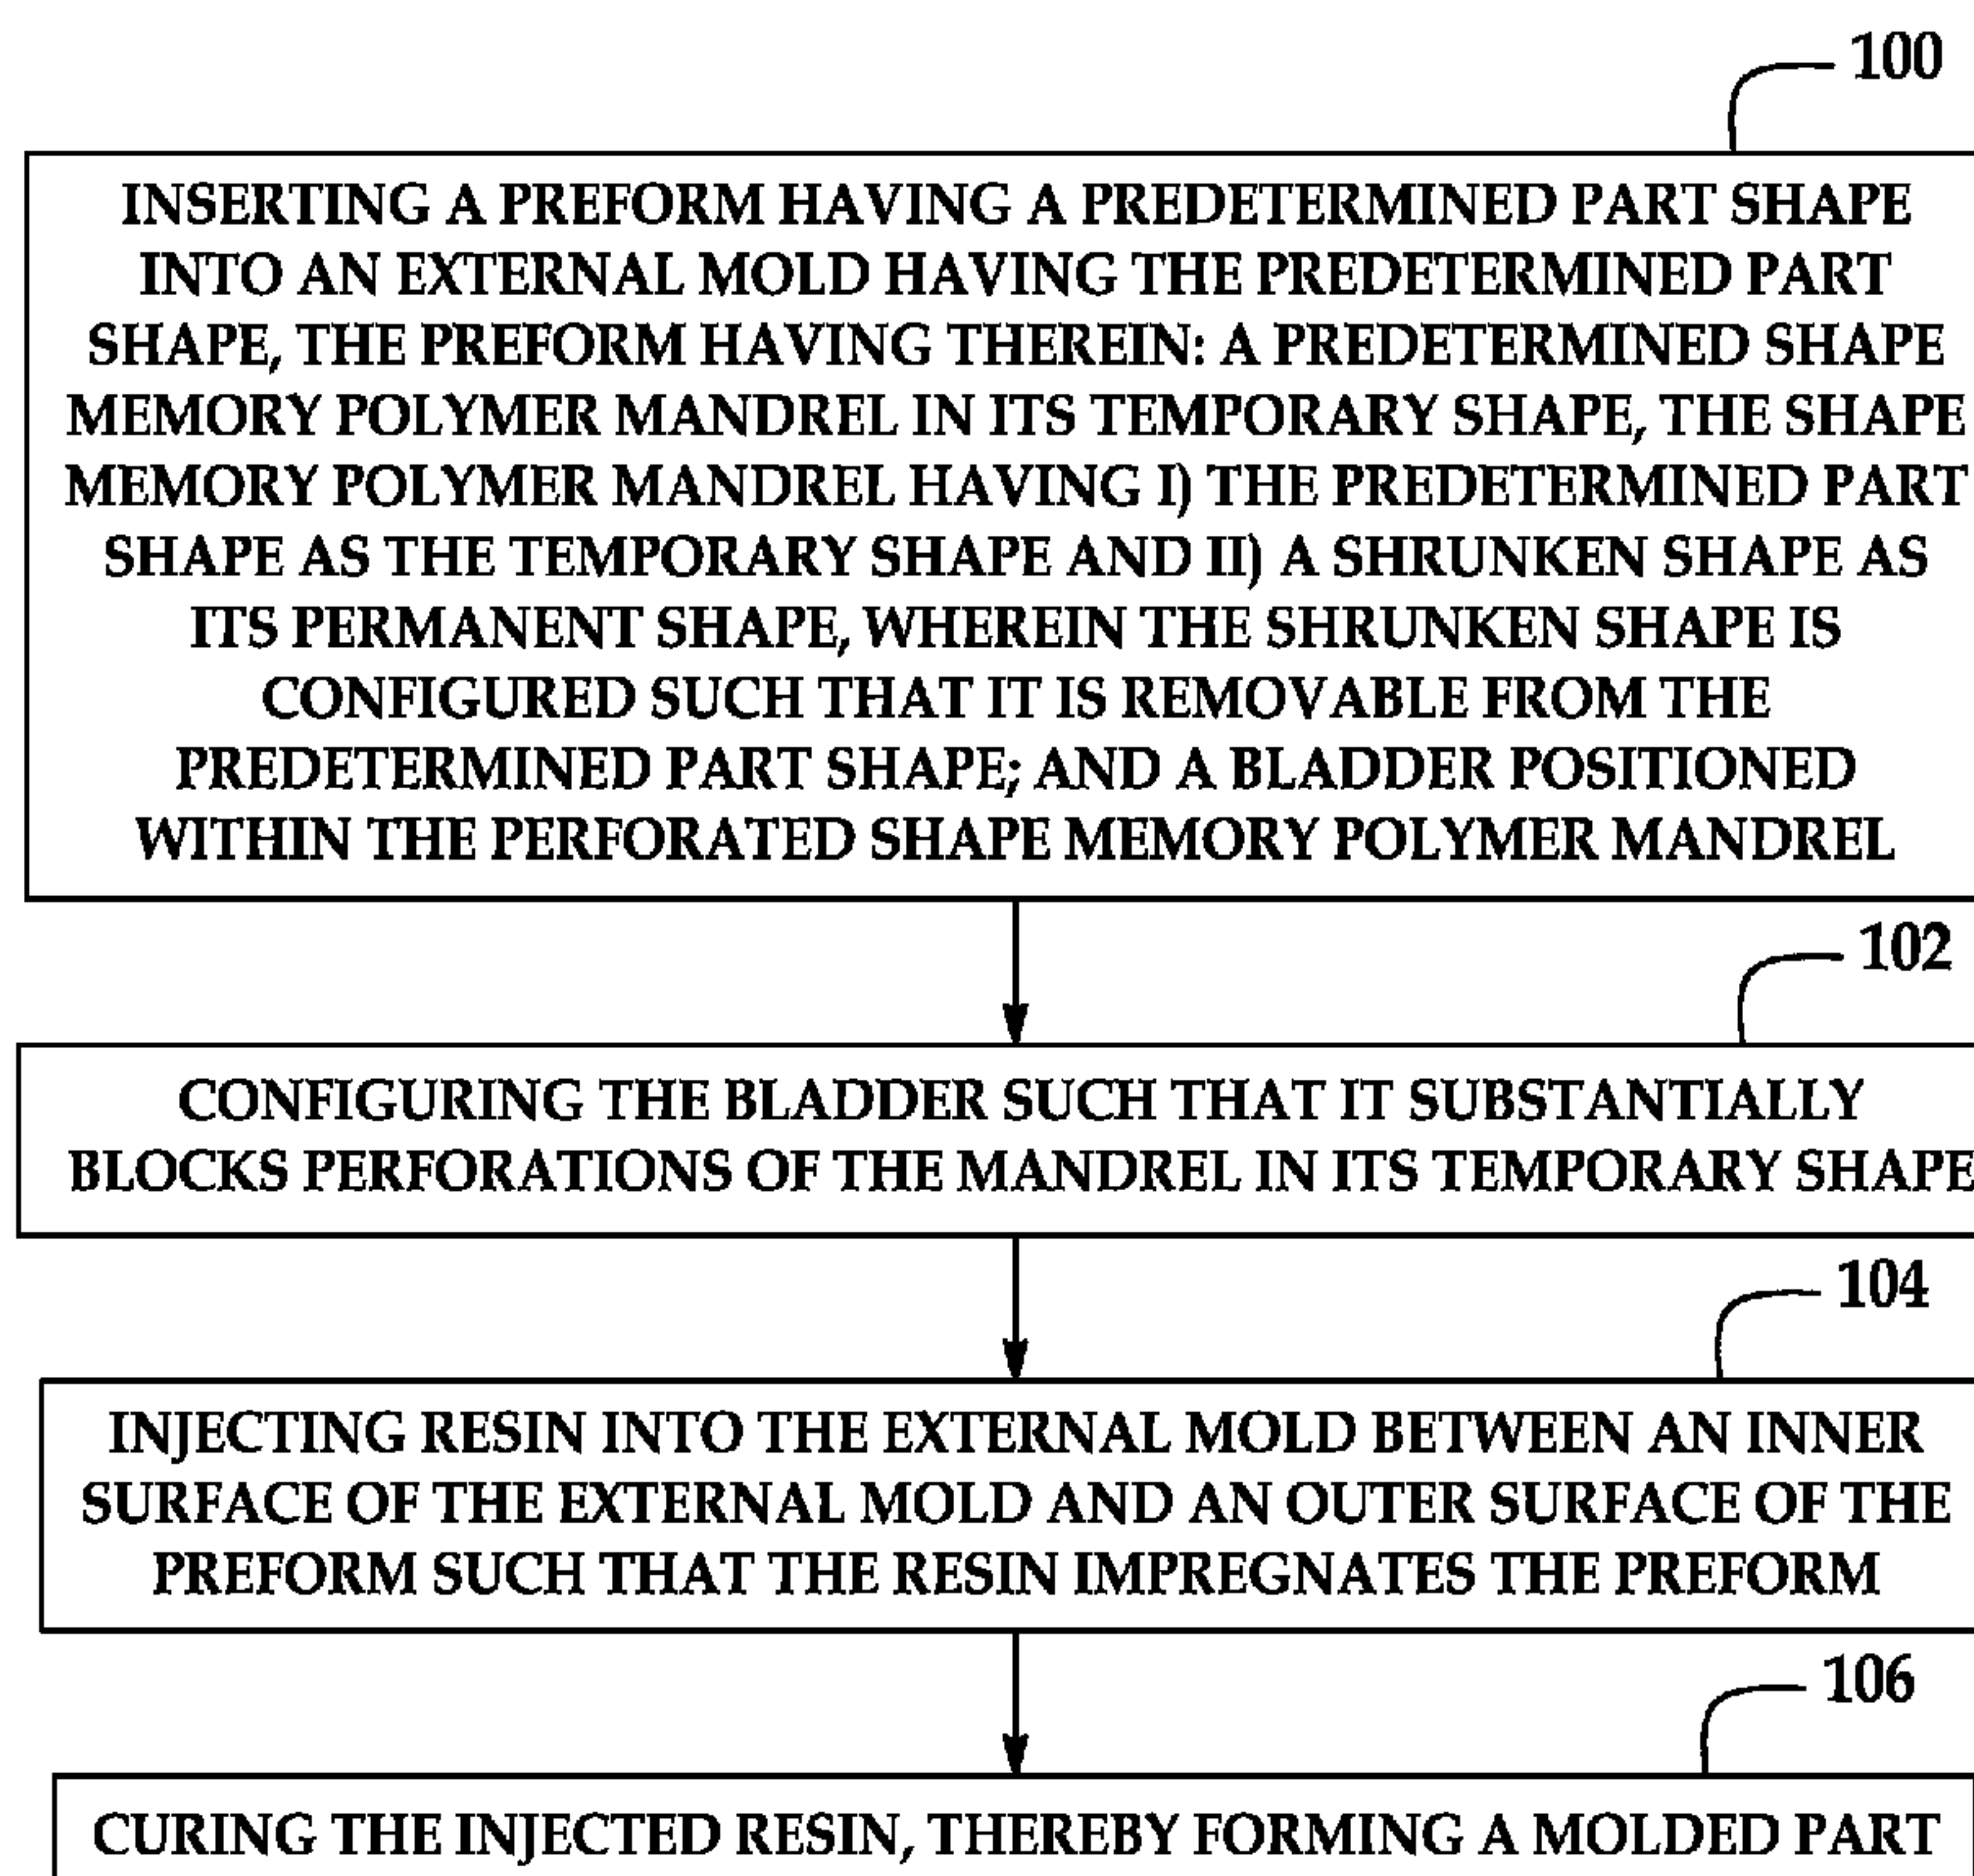 100
INSERTING A PREFORM HAVING A PREDETERMINED PART SHAPE
INTO AN EXTERNAL MOLD HAVING THE PREDETERMINED PART
SHAPE, THE PREFORM HAVING THEREIN: A PREDETERMINED SHAPE
MEMORY POLYMER MANDREL IN ITS TEMPORARY SHAPE, THE SHAPE
MEMORY POLYMER MANDREL HAVING I) THE PREDETERMINED PART
SHAPE AS THE TEMPORARY SHAPE AND II) A SHRUNKEN SHAPE AS
ITS PERMANENT SHAPE, WHEREIN THE SHRUNKEN SHAPE IS
CONFIGURED SUCH THAT IT IS REMOVABLE FROM THE
PREDETERMINED PART SHAPE; AND A BLADDER POSITIONED
WITHIN THE PERFORATED SHAPE MEMORY POLYMER MANDREL
102
CONFIGURING THE BLADDER SUCH THAT IT SUBSTANTIALLY
BLOCKS PERFORATIONS OF THE MANDREL IN ITS TEMPORARY SHAPE
104
INJECTING RESIN INTO THE EXTERNAL MOLD BETWEEN AN INNER
SURFACE OF THE EXTERNAL MOLD AND AN OUTER SURFACE OF THE
PREFORM SUCH THAT THE RESIN IMPREGNATES THE PREFORM
106
CURING THE INJECTED RESIN, THEREBY FORMING A MOLDED PART